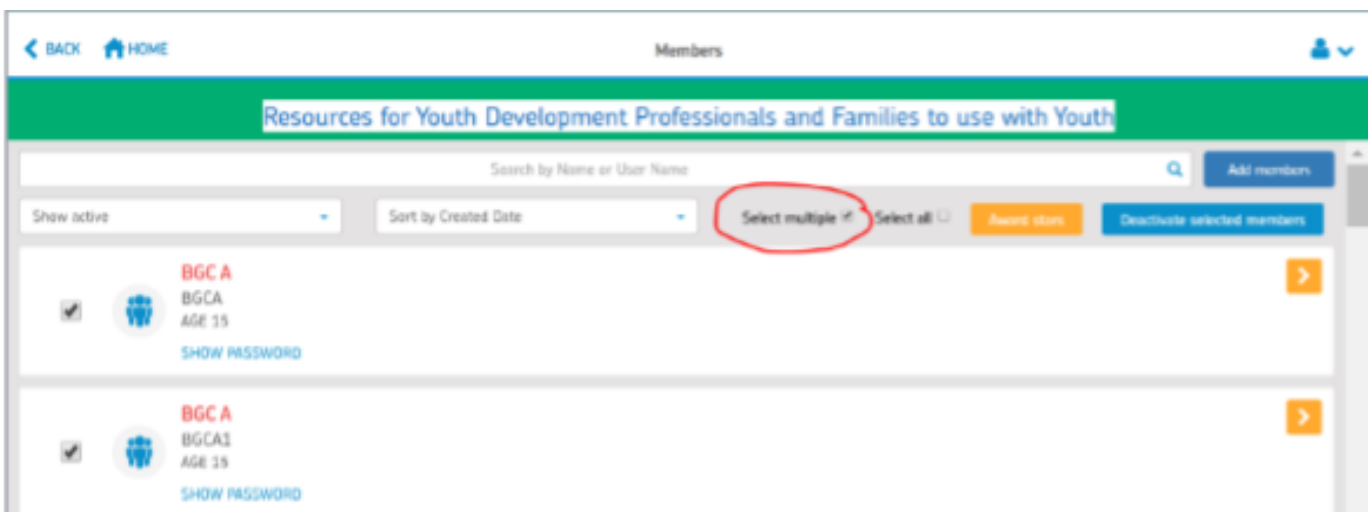 BACK HOME Members
Resources for Youth Development Professionals and Families to use with Youth
Search by Name or User Name Add members
Show active Sort by Created Date Select multiple Select all Award stars Deactivate selected members
BGC A
BGCA
AGE 15
SHOW PASSWORD
BGC A
BGCA1
AGE 15
SHOW PASSWORD